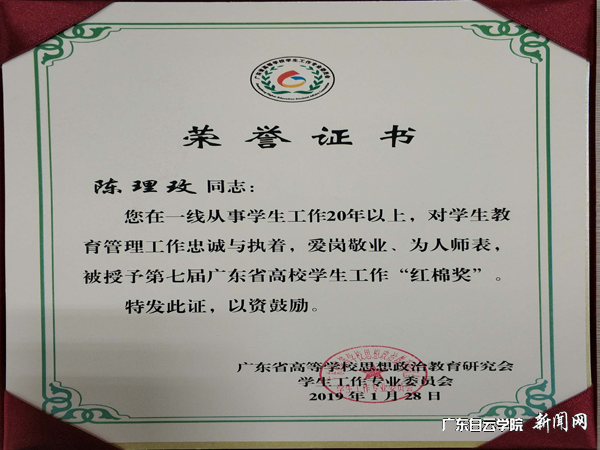 荣誉证书
陈理玫 同志：
您在一线从事学生工作20年以上，对学生教
育管理工作忠诚与执着，爱岗敬业、为人师表，
被授予第七届广东省高校学生工作“红棉奖”。
特发此证，以资鼓励。
广东省高等学校思想政治教育研究会
学生工作专业委员会
2019年1月28日
广东白云学院 新闻网